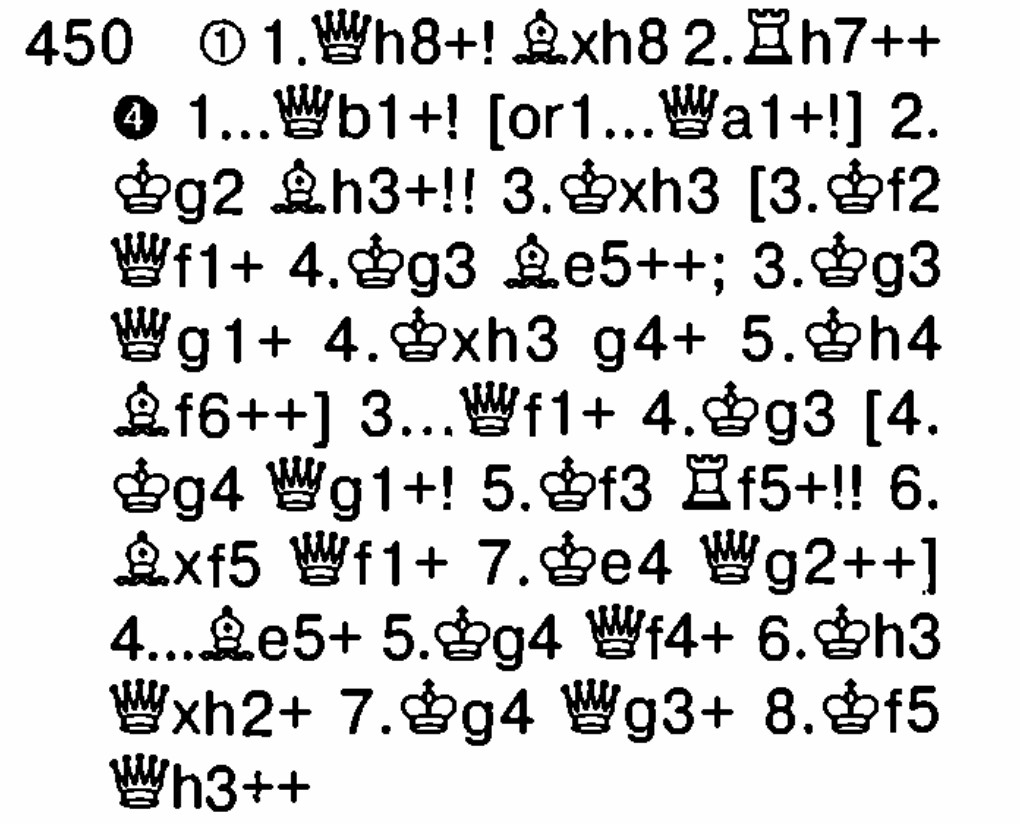 450 ① 1.♕h8+! ♗xh8 2.♖h7++
❹ 1...♕b1+! [or1...♕a1+!] 2.
♔g2 ♗h3+!! 3.♔xh3 [3.♔f2
♕f1+ 4.♔g3 ♗e5++; 3.♔g3
♕g1+ 4.♔xh3 g4+ 5.♔h4
♗f6++] 3...♕f1+ 4.♔g3 [4.
♔g4 ♕g1+! 5.♔f3 ♖f5+!! 6.
♗xf5 ♕f1+ 7.♔e4 ♕g2++]
4...♗e5+ 5.♔g4 ♕f4+ 6.♔h3
♕xh2+ 7.♔g4 ♕g3+ 8.♔f5
♕h3++